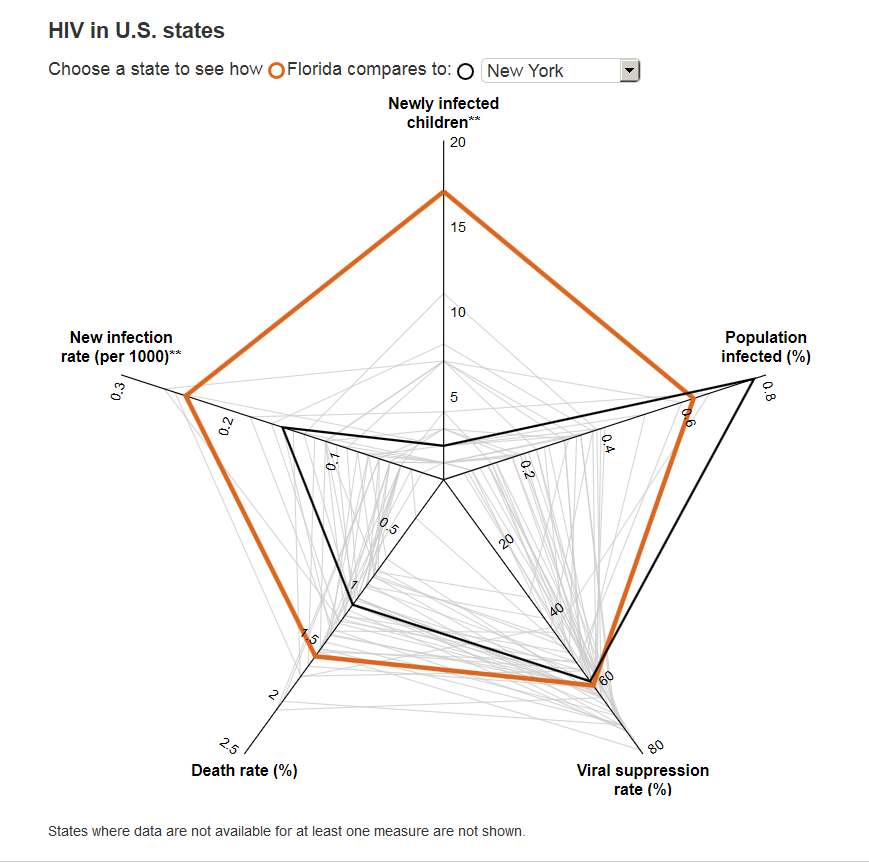 HIV in U.S. states
Choose a state to see how Florida compares to: New York
Newly infected
children**
20
15
10
5
Population
infected (%)
0.8
0.6
0.4
0.2
New infection
rate (per 1000)**
0.3
0.2
0.1
0.5
1
1.5
2
2.5
20
40
60
80
Death rate (%)
Viral suppression
rate (%)
States where data are not available for at least one measure are not shown.